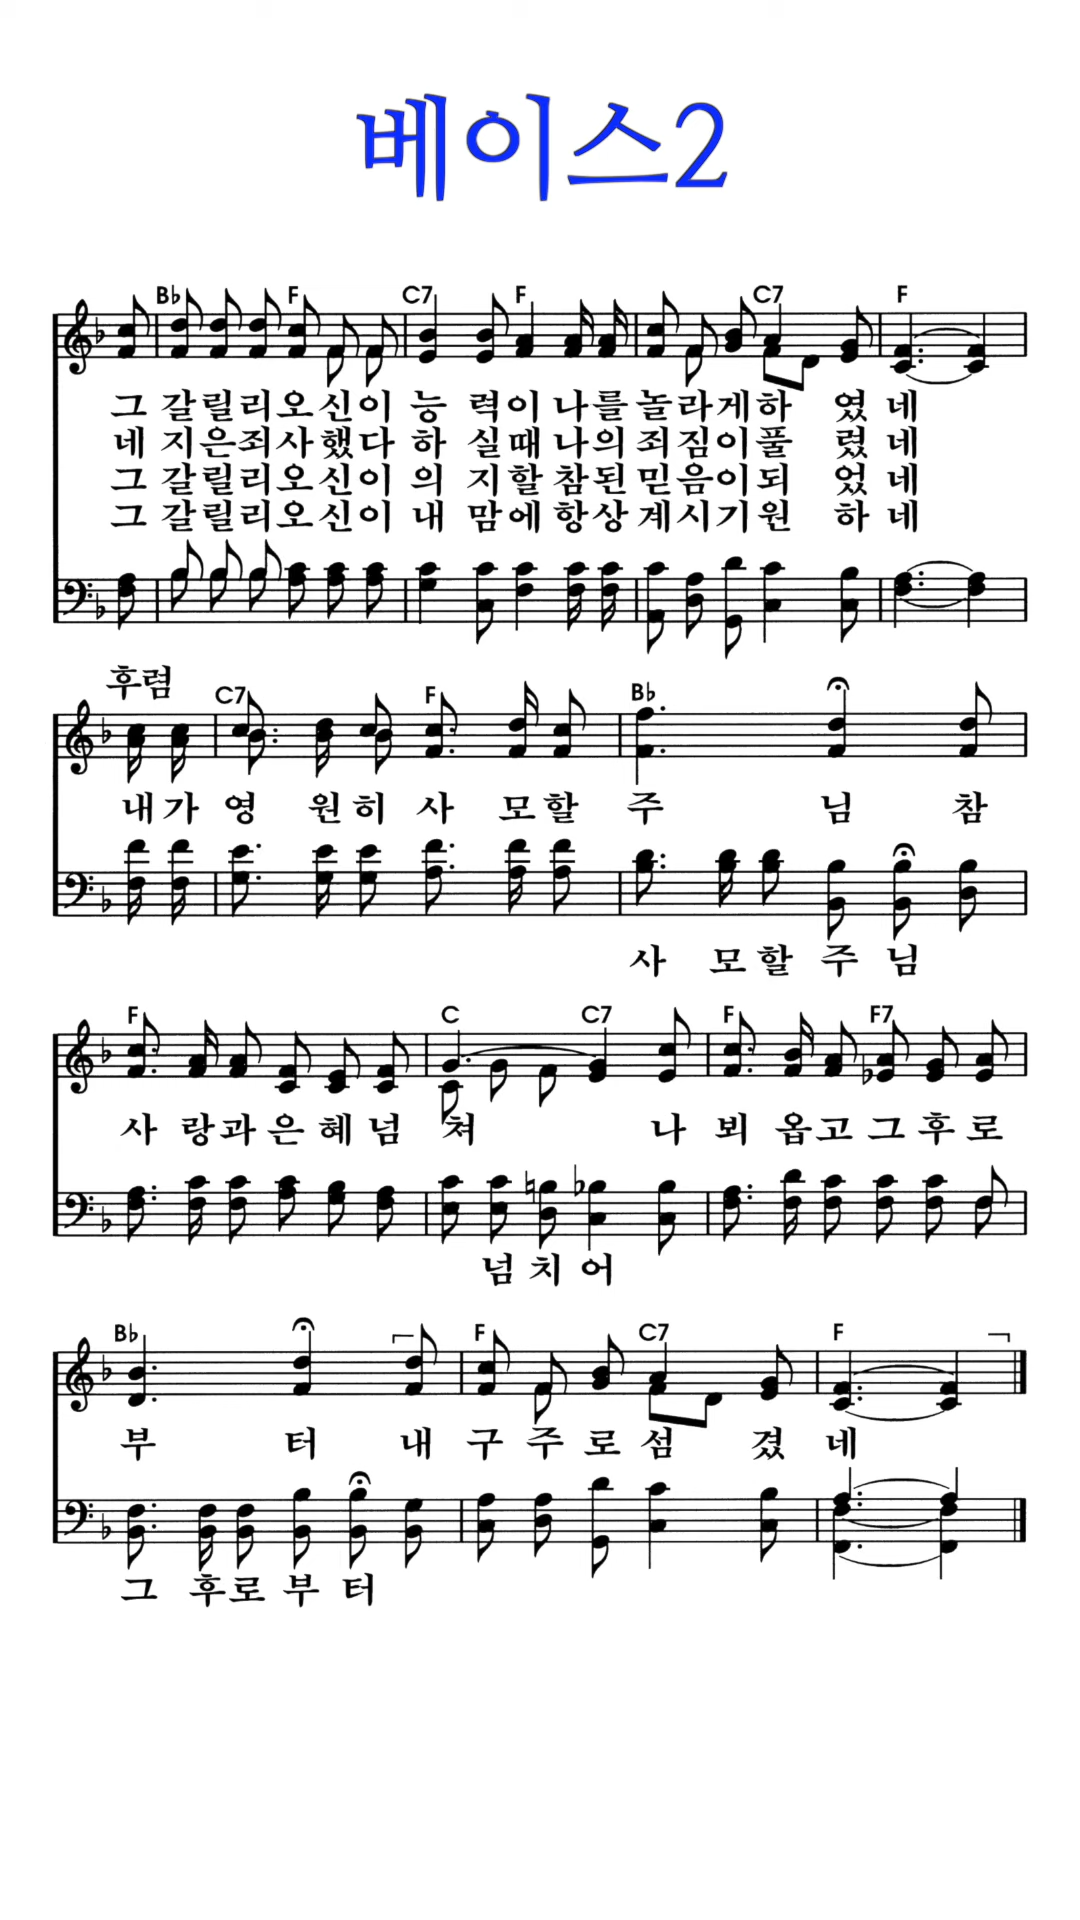 베이스2
B♭ F C7 F C7 F
그 갈릴리오신이 능 력이나를 놀라게하 였 네
네 지은죄사했다 하 실때나의 죄짐이풀 렸 네
그 갈릴리오신이 의 지할참된 믿음이되 었 네
그 갈릴리오신이 내 맘에항상 계시기원 하 네
후렴
C7 F B♭
내가 영 원히 사 모할 주 님 참
사 모할 주 님
F C C7 F F7
사 랑과 은 혜 넘 쳐 나 뵈 옵고 그 후 로
넘 치 어
B♭ F C7 F
부 터 내 구 주 로 섬 겼 네
그 후로 부 터